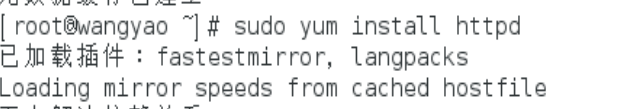 [root@wangyao ~]# sudo yum install httpd
已加载插件：fastestmirror, langpacks
Loading mirror speeds from cached hostfile